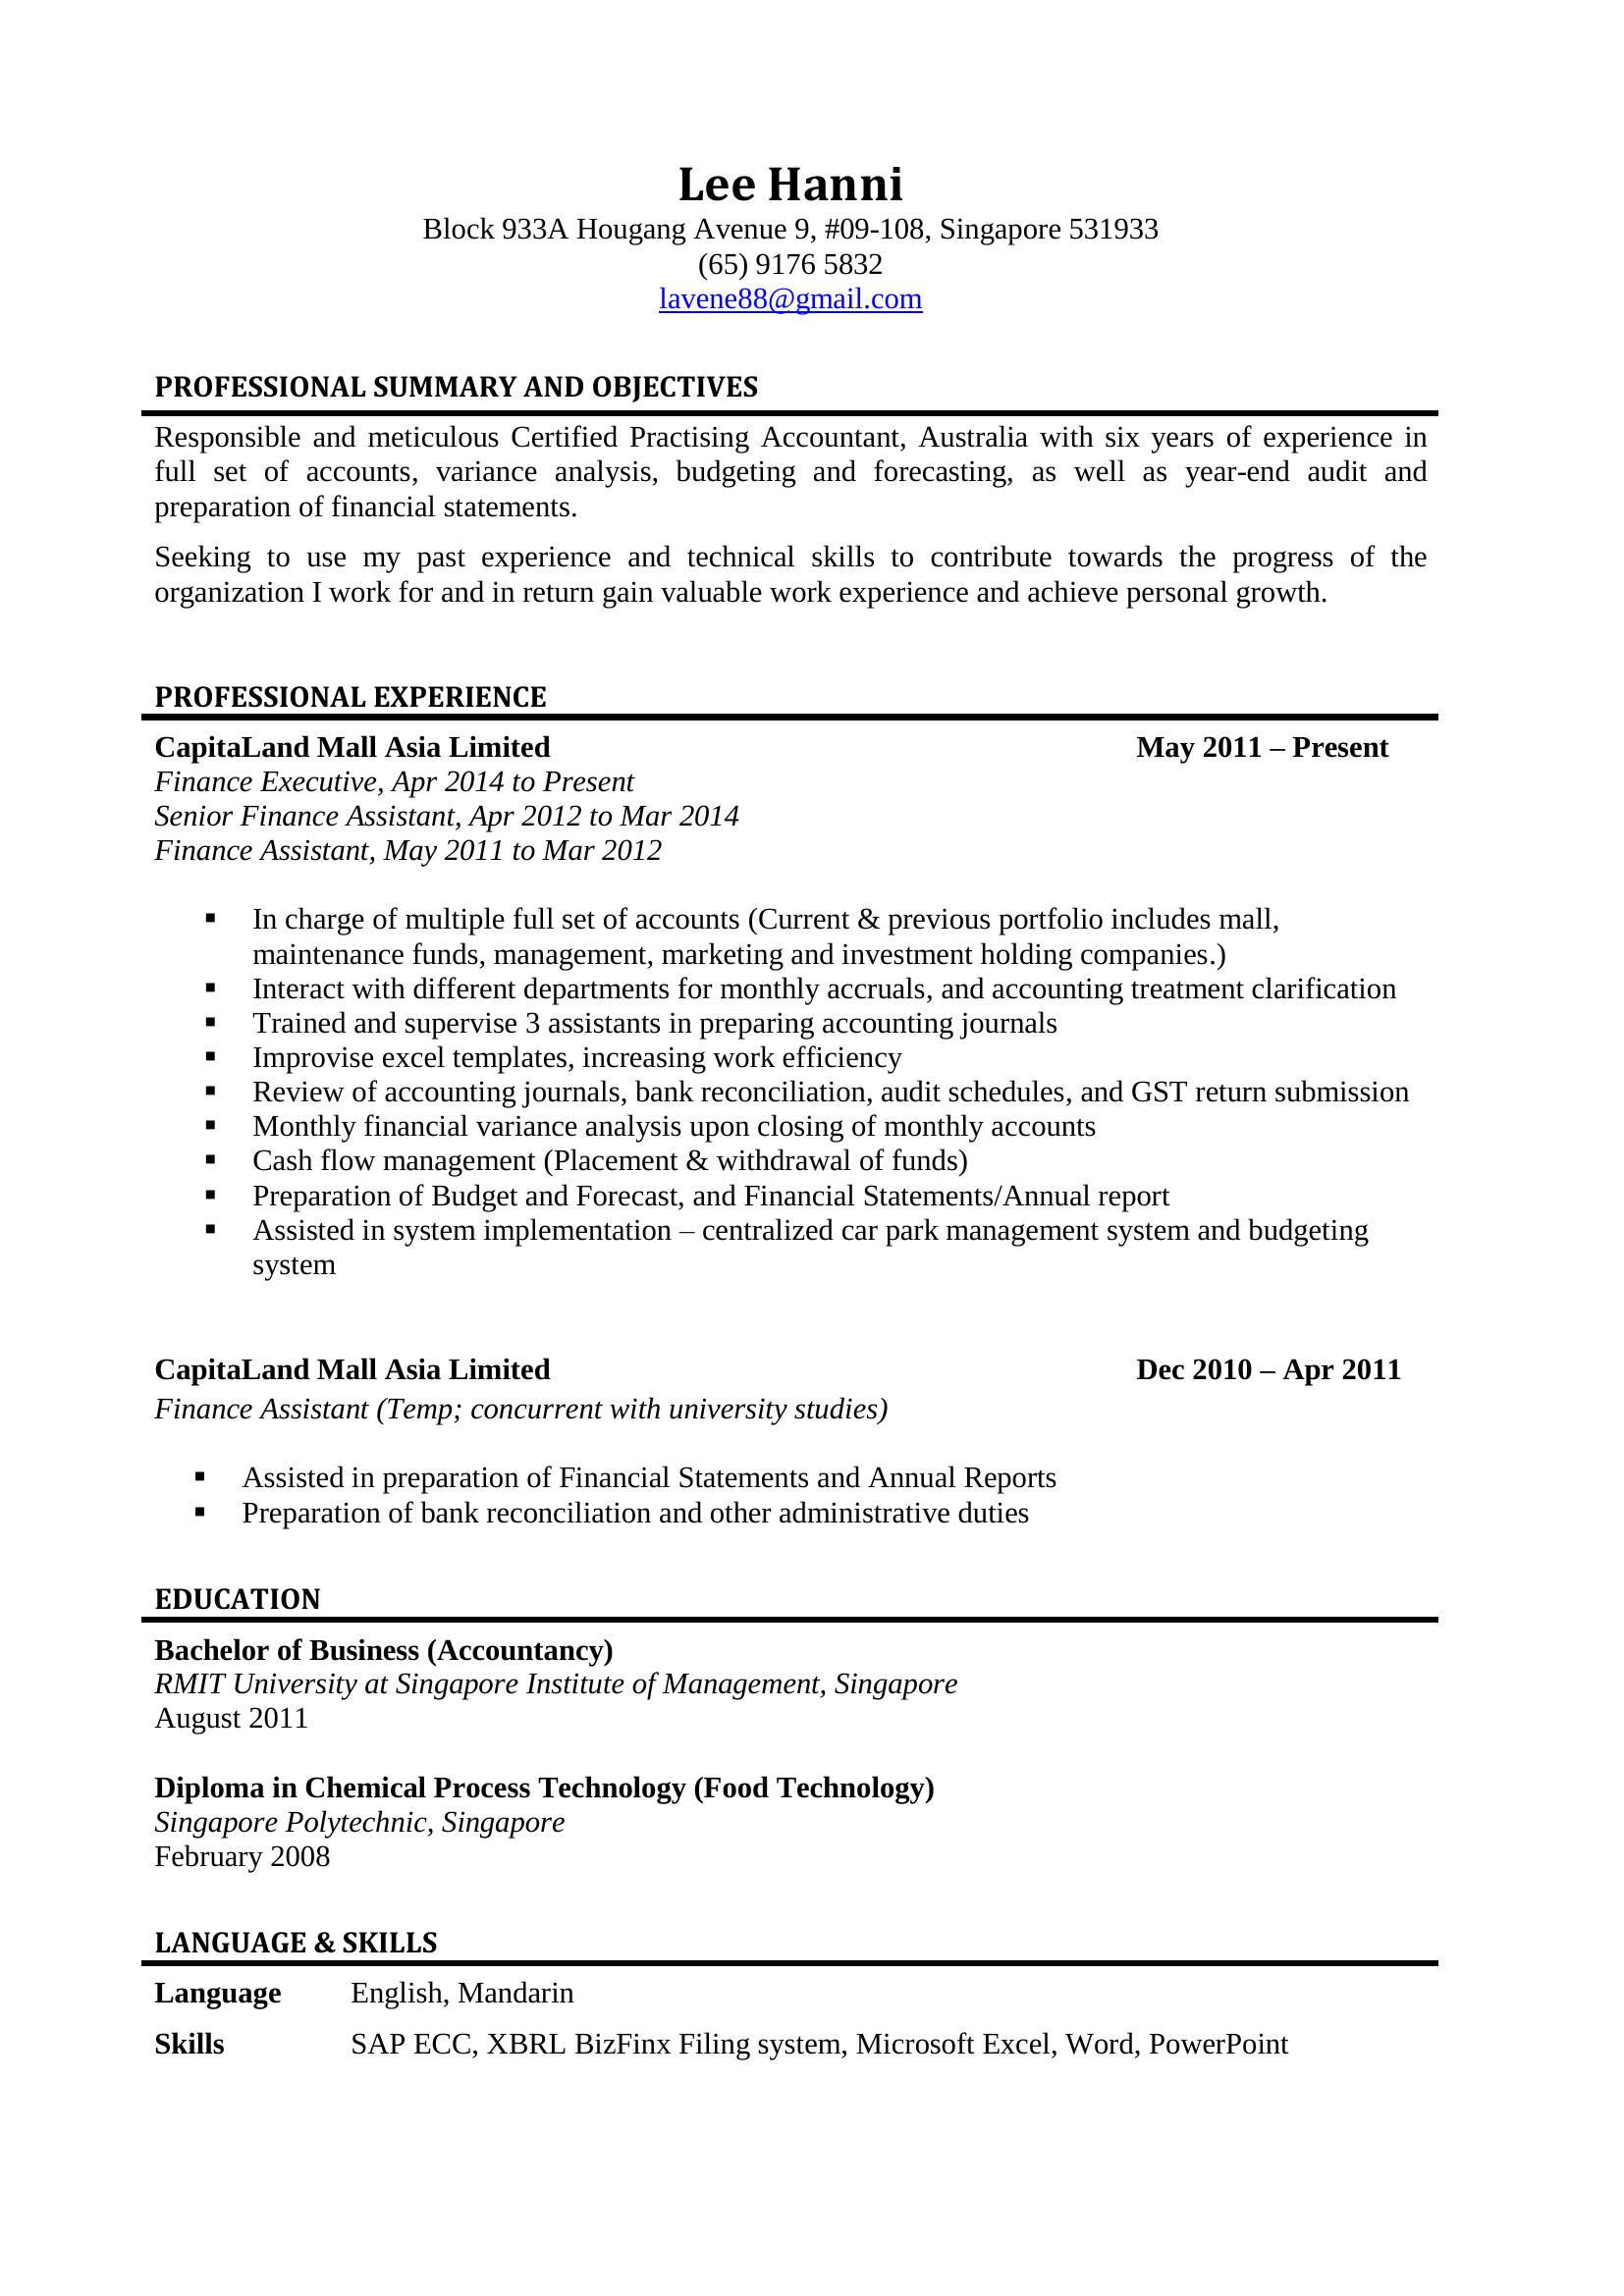 Lee Hanni
Block 933A Hougang Avenue 9, #09-108, Singapore 531933
(65) 9176 5832
lavene88@gmail.com
PROFESSIONAL SUMMARY AND OBJECTIVES
Responsible and meticulous Certified Practising Accountant, Australia with six years of experience in
full set of accounts, variance analysis, budgeting and forecasting, as well as year-end audit and
preparation of financial statements.
Seeking to use my past experience and technical skills to contribute towards the progress of the
organization I work for and in return gain valuable work experience and achieve personal growth.
PROFESSIONAL EXPERIENCE
CapitaLand Mall Asia Limited May 2011 – Present
Finance Executive, Apr 2014 to Present
Senior Finance Assistant, Apr 2012 to Mar 2014
Finance Assistant, May 2011 to Mar 2012
▪ In charge of multiple full set of accounts (Current & previous portfolio includes mall,
maintenance funds, management, marketing and investment holding companies.)
▪ Interact with different departments for monthly accruals, and accounting treatment clarification
▪ Trained and supervise 3 assistants in preparing accounting journals
▪ Improvise excel templates, increasing work efficiency
▪ Review of accounting journals, bank reconciliation, audit schedules, and GST return submission
▪ Monthly financial variance analysis upon closing of monthly accounts
▪ Cash flow management (Placement & withdrawal of funds)
▪ Preparation of Budget and Forecast, and Financial Statements/Annual report
▪ Assisted in system implementation – centralized car park management system and budgeting
system
CapitaLand Mall Asia Limited Dec 2010 – Apr 2011
Finance Assistant (Temp; concurrent with university studies)
▪ Assisted in preparation of Financial Statements and Annual Reports
▪ Preparation of bank reconciliation and other administrative duties
EDUCATION
Bachelor of Business (Accountancy)
RMIT University at Singapore Institute of Management, Singapore
August 2011
Diploma in Chemical Process Technology (Food Technology)
Singapore Polytechnic, Singapore
February 2008
LANGUAGE & SKILLS
Language English, Mandarin
Skills SAP ECC, XBRL BizFinx Filing system, Microsoft Excel, Word, PowerPoint